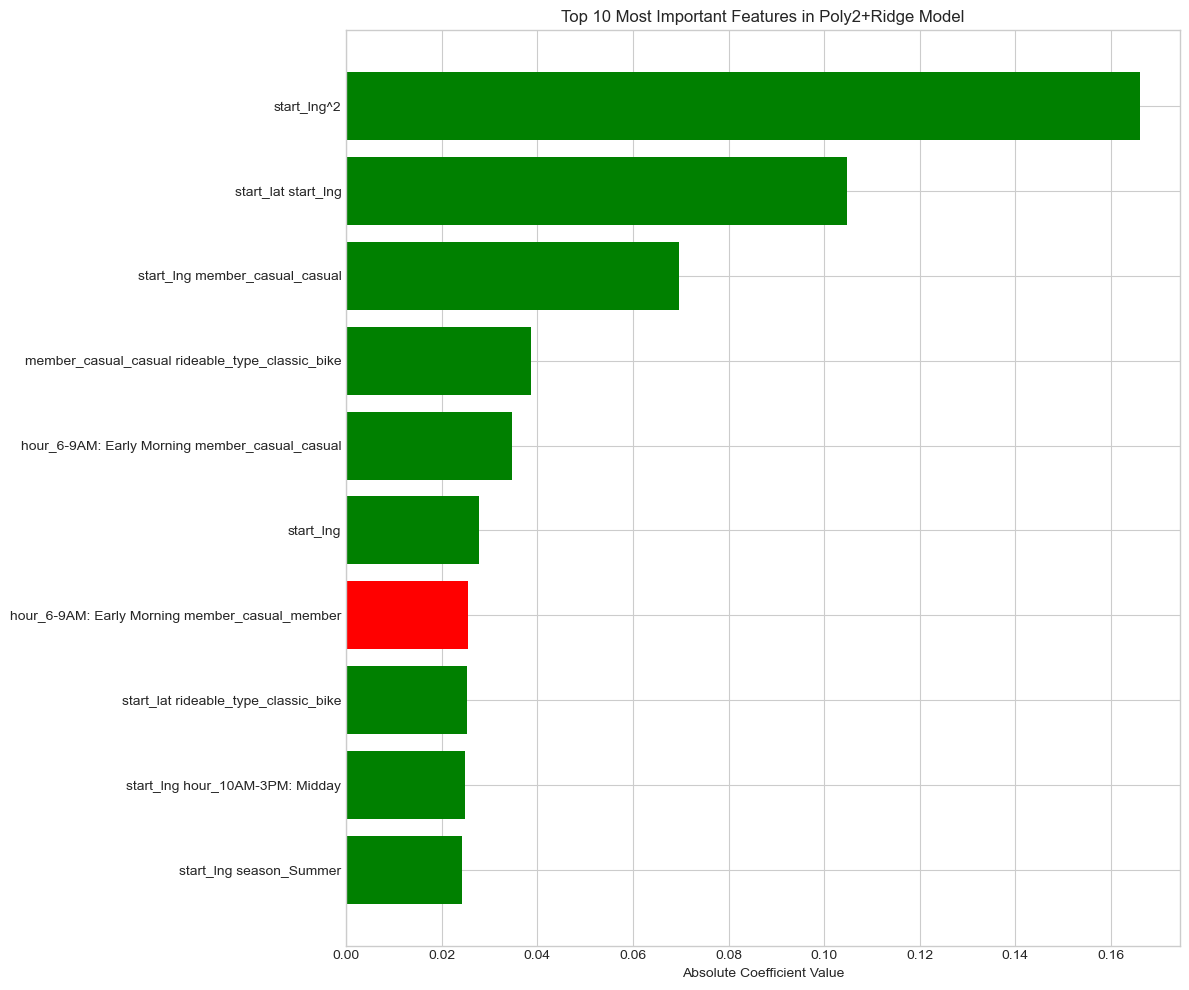 Top 10 Most Important Features in Poly2+Ridge Model
start_lng^2
start_lat start_lng
start_lng member_casual_casual
member_casual_casual rideable_type_classic_bike
hour_6-9AM: Early Morning member_casual_casual
start_lng
hour_6-9AM: Early Morning member_casual_member
start_lat rideable_type_classic_bike
start_lng hour_10AM-3PM: Midday
start_lng season_Summer
0.00 0.02 0.04 0.06 0.08 0.10 0.12 0.14 0.16
Absolute Coefficient Value